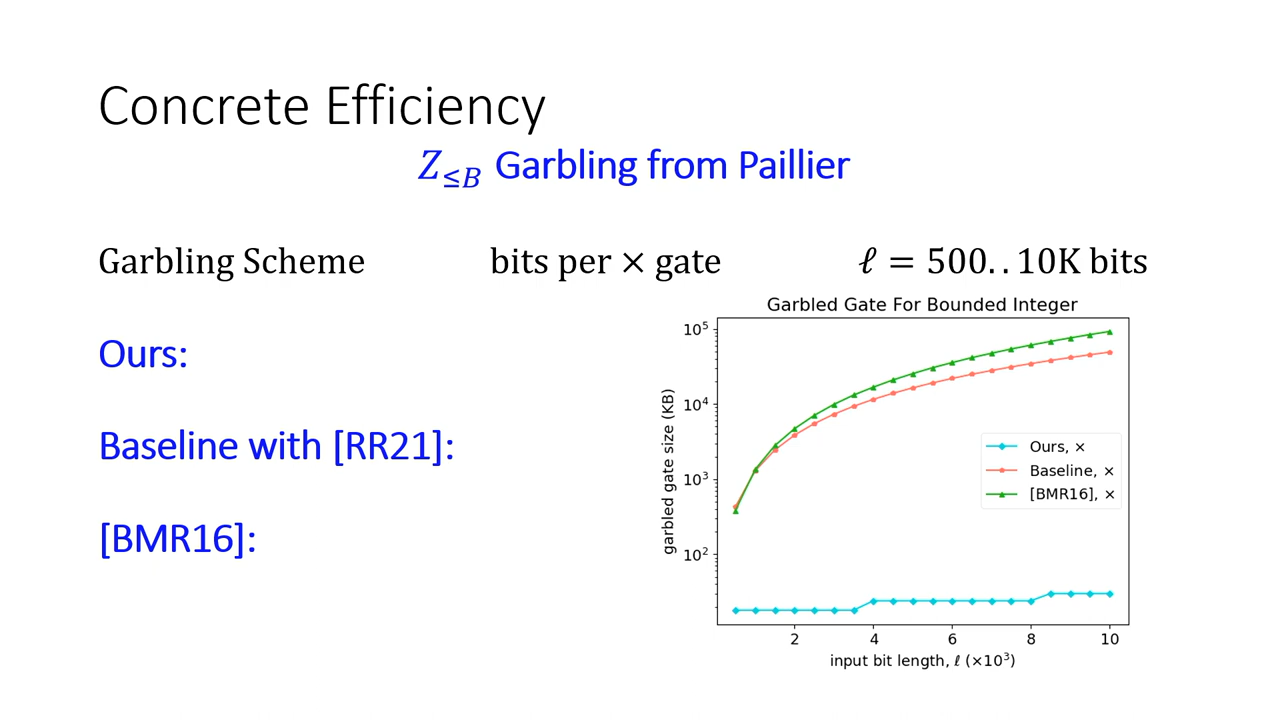 Concrete Efficiency
Z≤B Garbling from Paillier
Garbling Scheme bits per × gate ℓ = 500. . 10K bits
Ours:
Baseline with [RR21]:
[BMR16]:
Garbled Gate For Bounded Integer
garbled gate size (KB)
10⁵
10⁴
10³
10²
Ours, ×
Baseline, ×
[BMR16], ×
2 4 6 8 10
input bit length, ℓ (×10³)